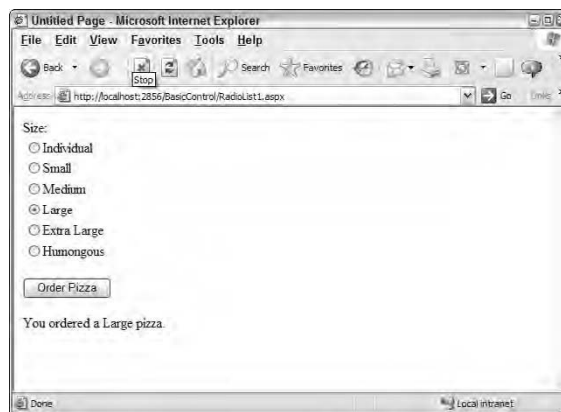 Untitled Page - Microsoft Internet Explorer
File Edit View Favorites Tools Help
Back Search Favorites
Stop
Address http://localhost:2856/BasicControl/RadioList1.aspx Go Links
Size:
Individual
Small
Medium
Large
Extra Large
Humongous
Order Pizza
You ordered a Large pizza.
Done Local intranet